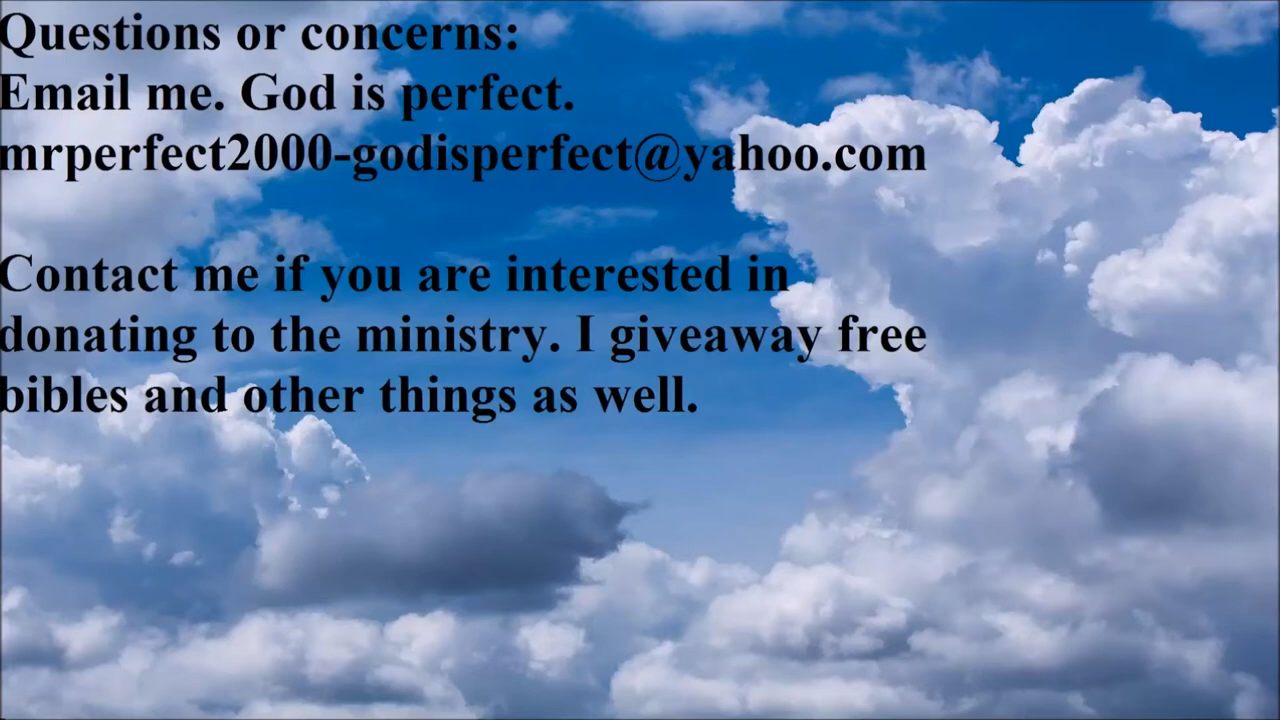 Questions or concerns:
Email me. God is perfect.
mrperfect2000-godisperfect@yahoo.com
Contact me if you are interested in
donating to the ministry. I giveaway free
bibles and other things as well.